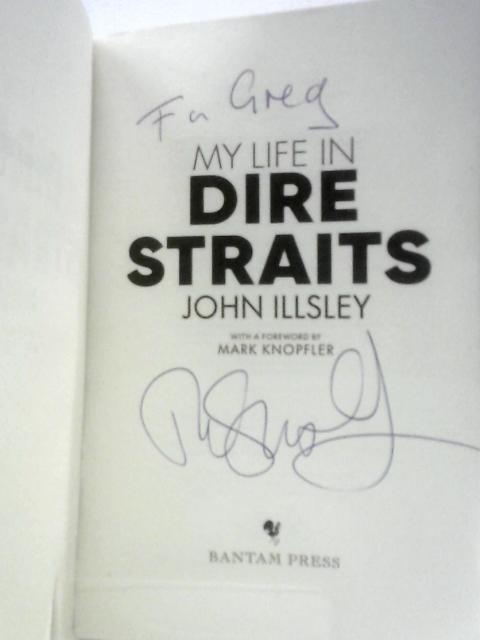 For Greg
MY LIFE IN
DIRE
STRAITS
JOHN ILLSLEY
WITH A FOREWORD BY
MARK KNOPFLER
BANTAM PRESS